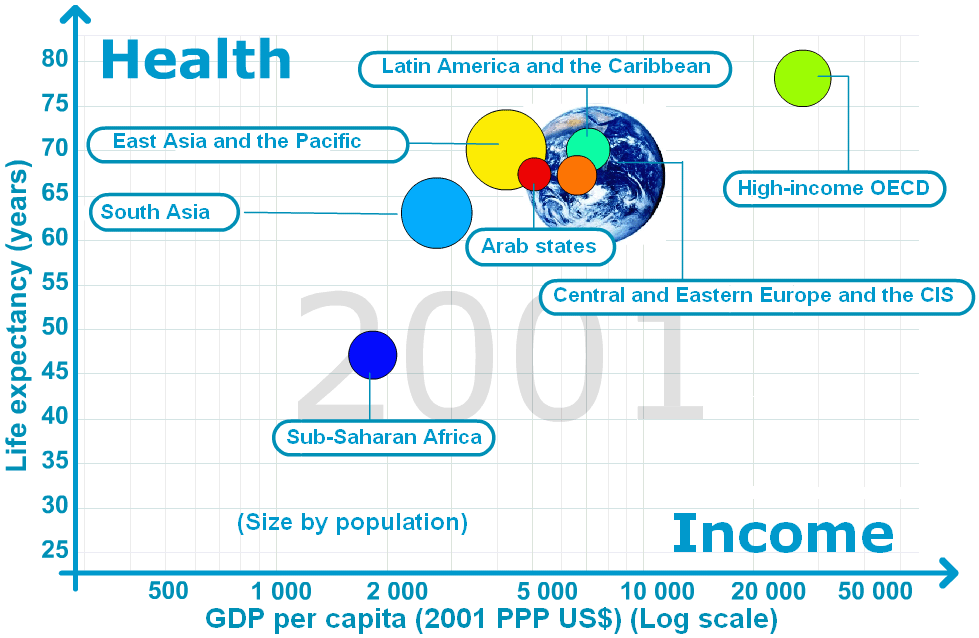 Health
Latin America and the Caribbean
East Asia and the Pacific
High-income OECD
South Asia
Arab states
Central and Eastern Europe and the CIS
2001
Sub-Saharan Africa
(Size by population)
Income
Life expectancy (years)
80
75
70
65
60
55
50
45
40
35
30
25
500 1 000 2 000 5 000 10 000 20 000 50 000
GDP per capita (2001 PPP US$) (Log scale)